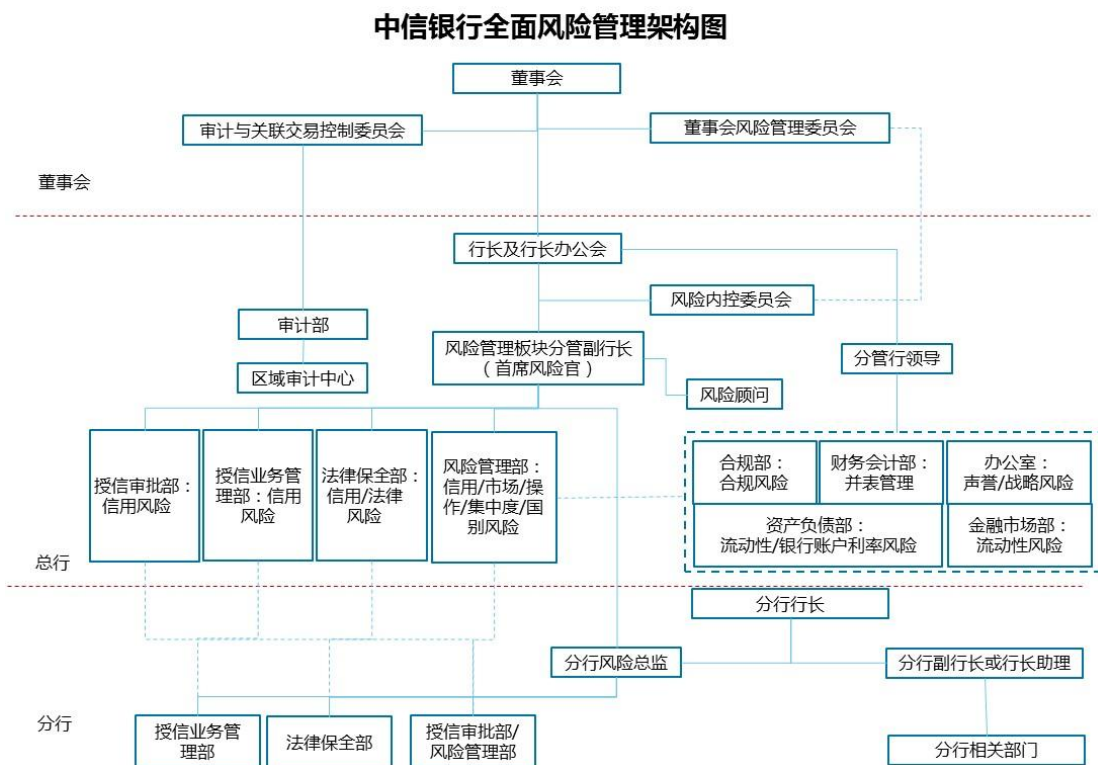 中信银行全面风险管理架构图
董事会
审计与关联交易控制委员会
董事会风险管理委员会
董事会
行长及行长办公会
风险内控委员会
审计部
风险管理板块分管副行长
（首席风险官）
分管行领导
区域审计中心
风险顾问
授信审批部：
信用风险
授信业务管理
部：信用
风险
法律保全部：
信用/法律
风险
风险管理部：
信用/市场/操
作/集中度/国
别风险
合规部：
合规风险
财务会计部：
并表管理
办公室：
声誉/战略风险
资产负债部：
流动性/银行账户利率风险
金融市场部：
流动性风险
总行
分行行长
分行风险总监
分行副行长或行长助理
分行
授信业务管
理部
法律保全部
授信审批部/
风险管理部
分行相关部门